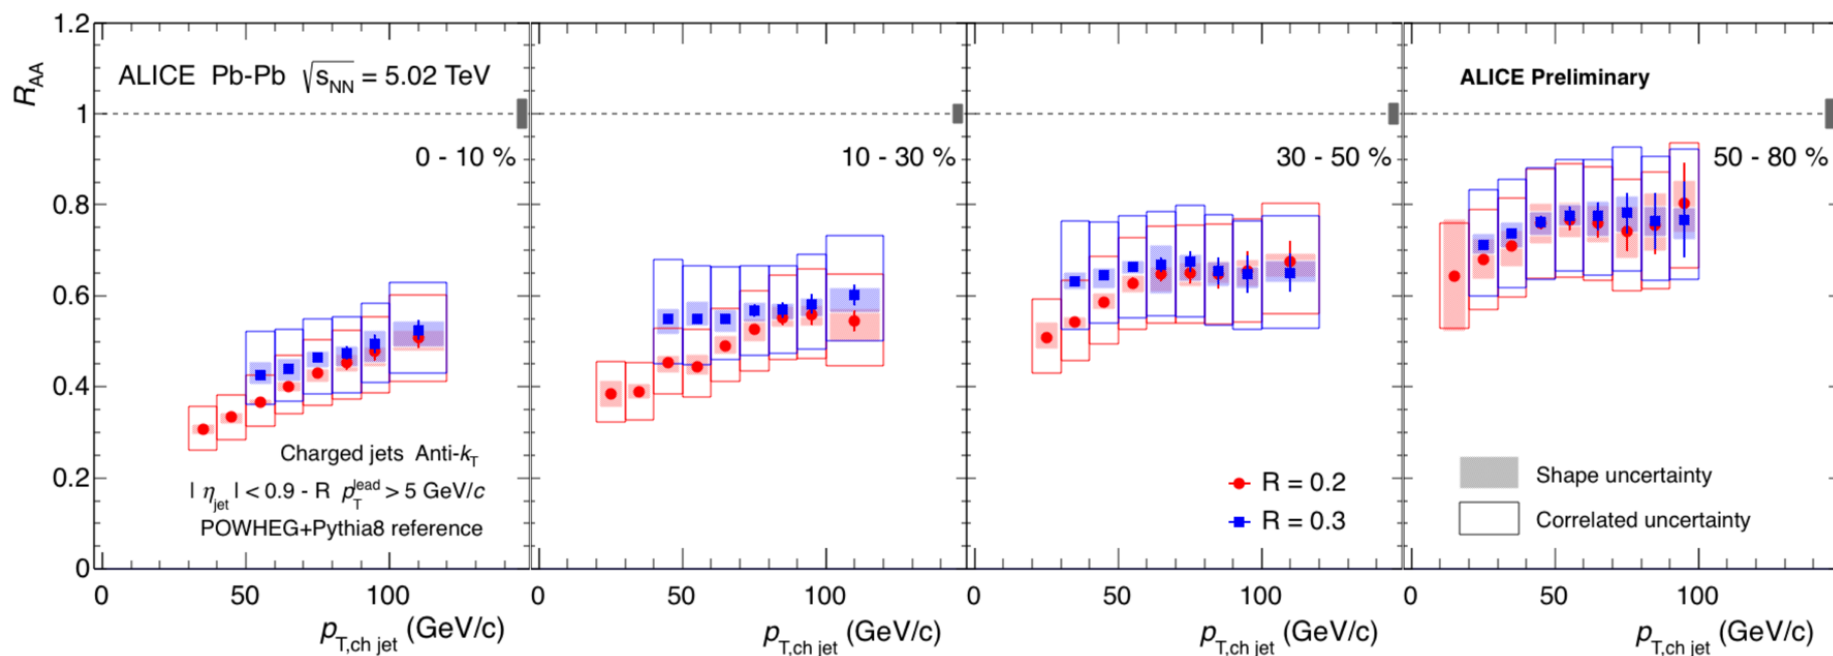 R_AA
1.2
1
0.8
0.6
0.4
0.2
0
ALICE Pb-Pb √s_NN = 5.02 TeV
0 - 10 %
Charged jets Anti-k_T
| η_jet | < 0.9 - R p_T^lead > 5 GeV/c
POWHEG+Pythia8 reference
0 50 100
p_T,ch jet (GeV/c)
10 - 30 %
0 50 100
p_T,ch jet (GeV/c)
30 - 50 %
R = 0.2
R = 0.3
0 50 100
p_T,ch jet (GeV/c)
ALICE Preliminary
50 - 80 %
Shape uncertainty
Correlated uncertainty
0 50 100
p_T,ch jet (GeV/c)